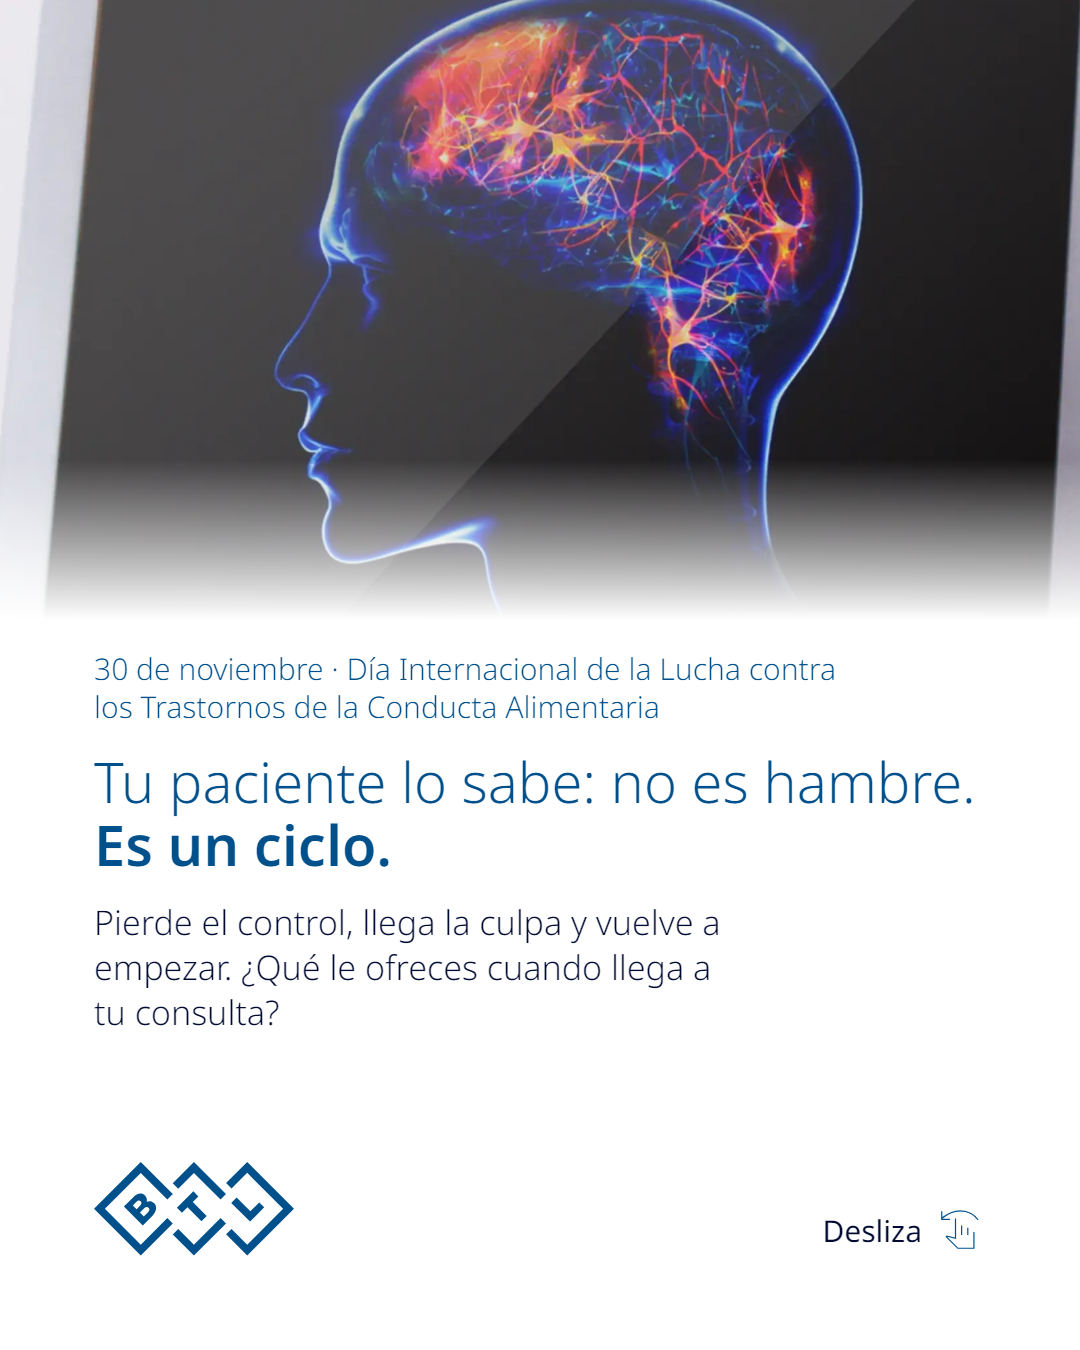 30 de noviembre · Día Internacional de la Lucha contra
los Trastornos de la Conducta Alimentaria
Tu paciente lo sabe: no es hambre.
Es un ciclo.
Pierde el control, llega la culpa y vuelve a
empezar. ¿Qué le ofreces cuando llega a
tu consulta?
BTL
Desliza